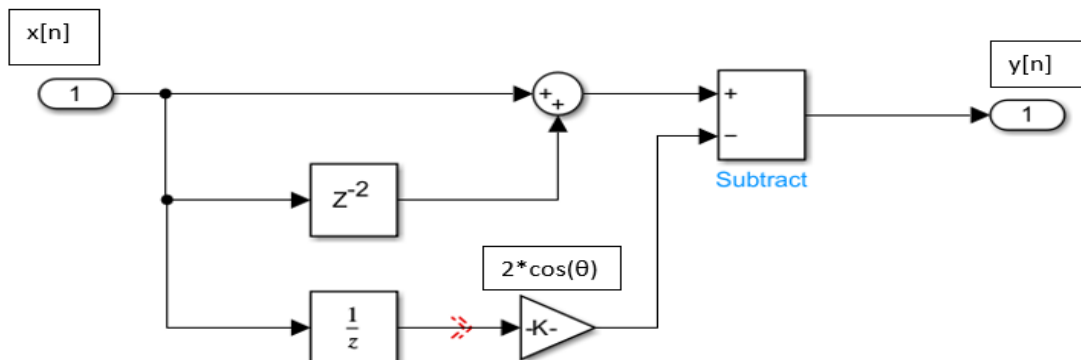 x[n]
1
+
+
+
−
y[n]
1
Subtract
Z-2
2*cos(θ)
1
z
-K-